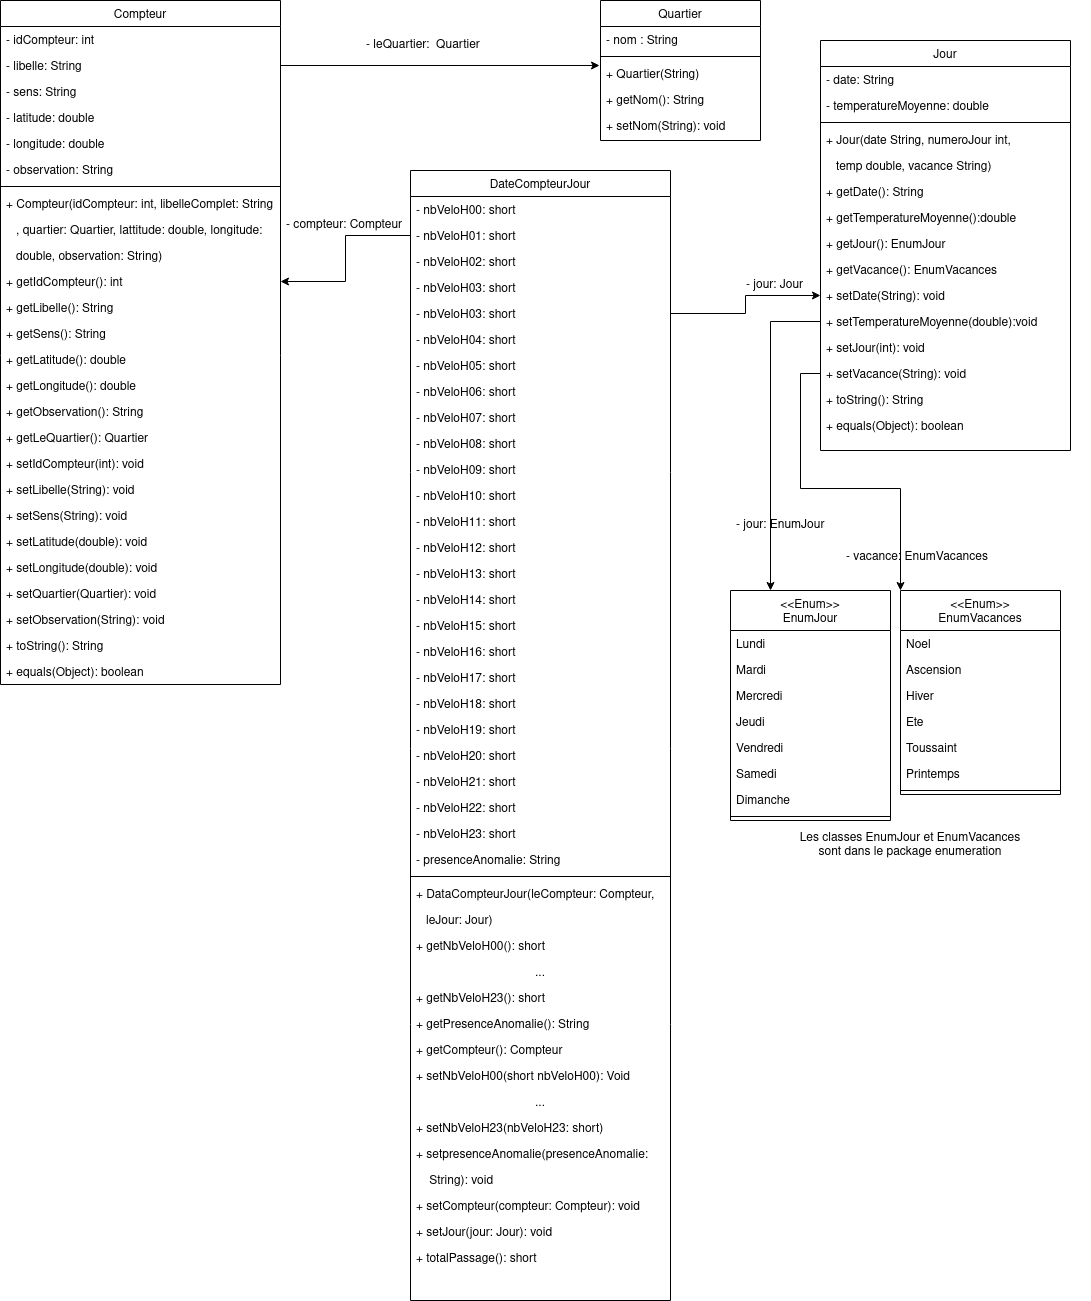 Compteur
- idCompteur: int
- libelle: String
- sens: String
- latitude: double
- longitude: double
- observation: String
+ Compteur(idCompteur: int, libelleComplet: String
, quartier: Quartier, lattitude: double, longitude:
double, observation: String)
+ getIdCompteur(): int
+ getLibelle(): String
+ getSens(): String
+ getLatitude(): double
+ getLongitude(): double
+ getObservation(): String
+ getLeQuartier(): Quartier
+ setIdCompteur(int): void
+ setLibelle(String): void
+ setSens(String): void
+ setLatitude(double): void
+ setLongitude(double): void
+ setQuartier(Quartier): void
+ setObservation(String): void
+ toString(): String
+ equals(Object): boolean
- leQuartier: Quartier
Quartier
- nom : String
+ Quartier(String)
+ getNom(): String
+ setNom(String): void
- compteur: Compteur
DateCompteurJour
- nbVeloH00: short
- nbVeloH01: short
- nbVeloH02: short
- nbVeloH03: short
- nbVeloH03: short
- nbVeloH04: short
- nbVeloH05: short
- nbVeloH06: short
- nbVeloH07: short
- nbVeloH08: short
- nbVeloH09: short
- nbVeloH10: short
- nbVeloH11: short
- nbVeloH12: short
- nbVeloH13: short
- nbVeloH14: short
- nbVeloH15: short
- nbVeloH16: short
- nbVeloH17: short
- nbVeloH18: short
- nbVeloH19: short
- nbVeloH20: short
- nbVeloH21: short
- nbVeloH22: short
- nbVeloH23: short
- presenceAnomalie: String
+ DataCompteurJour(leCompteur: Compteur,
leJour: Jour)
+ getNbVeloH00(): short
...
+ getNbVeloH23(): short
+ getPresenceAnomalie(): String
+ getCompteur(): Compteur
+ setNbVeloH00(short nbVeloH00): Void
...
+ setNbVeloH23(nbVeloH23: short)
+ setpresenceAnomalie(presenceAnomalie:
String): void
+ setCompteur(compteur: Compteur): void
+ setJour(jour: Jour): void
+ totalPassage(): short
- jour: Jour
Jour
- date: String
- temperatureMoyenne: double
+ Jour(date String, numeroJour int,
temp double, vacance String)
+ getDate(): String
+ getTemperatureMoyenne():double
+ getJour(): EnumJour
+ getVacance(): EnumVacances
+ setDate(String): void
+ setTemperatureMoyenne(double):void
+ setJour(int): void
+ setVacance(String): void
+ toString(): String
+ equals(Object): boolean
- jour: EnumJour
- vacance: EnumVacances
<<Enum>>
EnumJour
Lundi
Mardi
Mercredi
Jeudi
Vendredi
Samedi
Dimanche
<<Enum>>
EnumVacances
Noel
Ascension
Hiver
Ete
Toussaint
Printemps
Les classes EnumJour et EnumVacances
sont dans le package enumeration